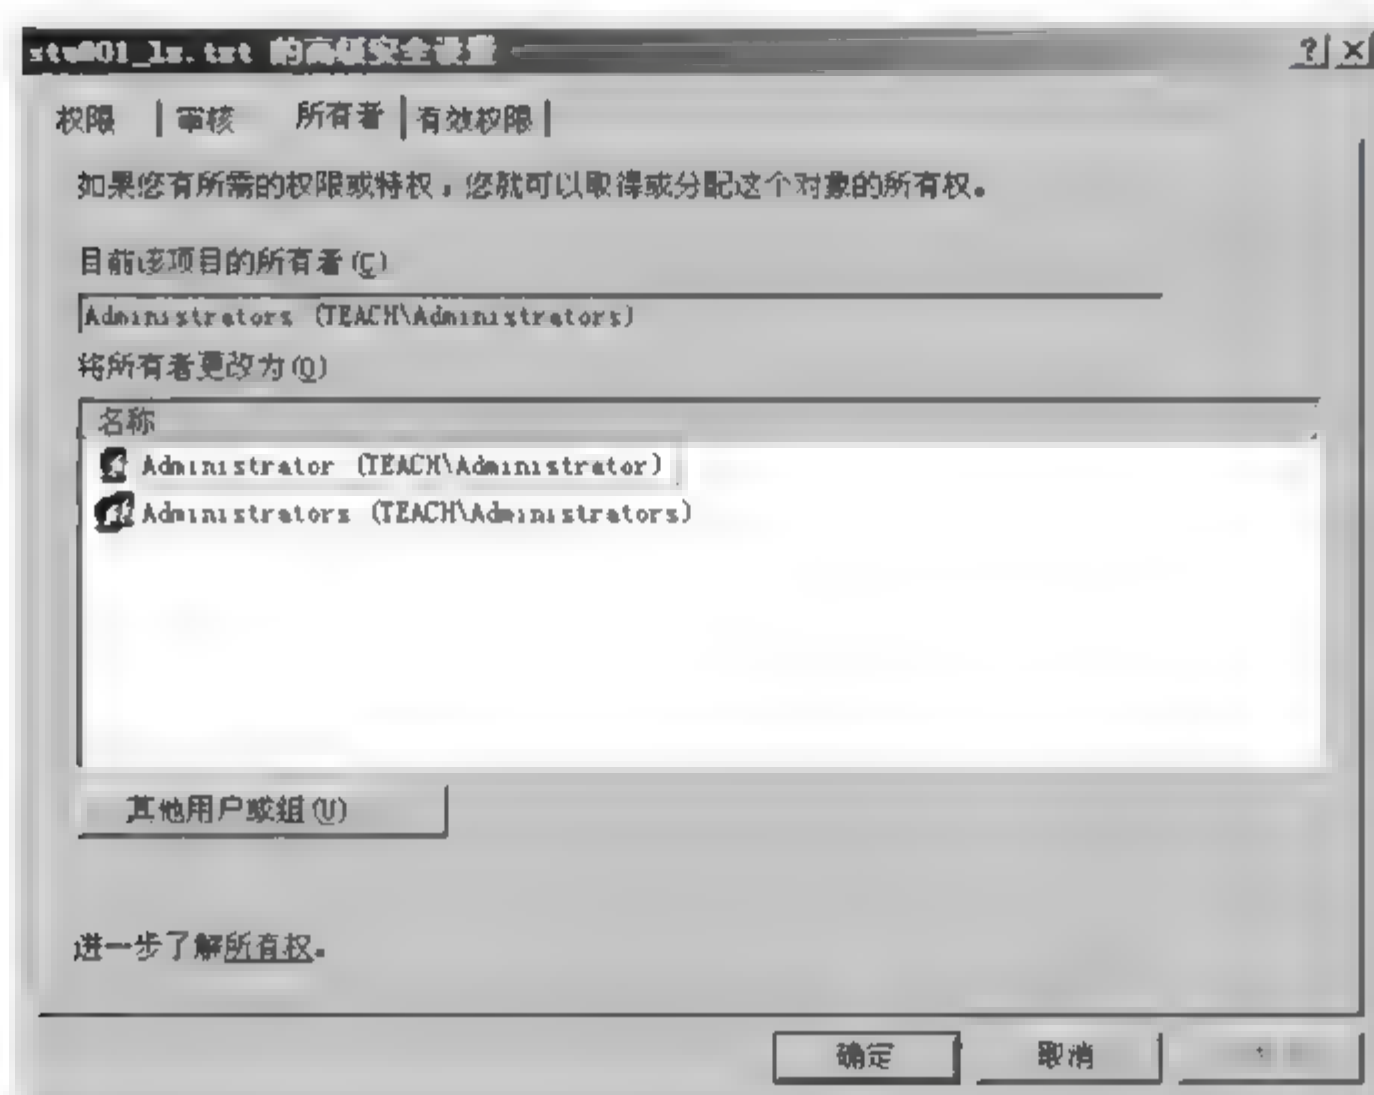 stu001_lx.txt 的高级安全设置
权限 审核 所有者 有效权限
如果您有所需的权限或特权，您就可以取得或分配这个对象的所有权。
目前该项目的所有者(C)
Administrators (TEACH\Administrators)
将所有者更改为(O)
名称
Administrator (TEACH\Administrator)
Administrators (TEACH\Administrators)
其他用户或组(U)
进一步了解所有权。
确定 取消